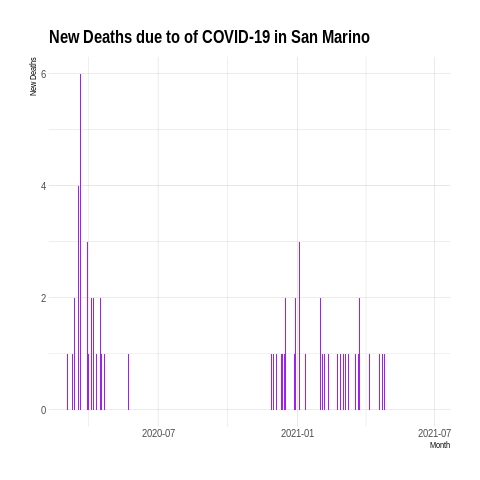 New Deaths due to of COVID-19 in San Marino
New Deaths
6
4
2
0
2020-07 2021-01 2021-07
Month